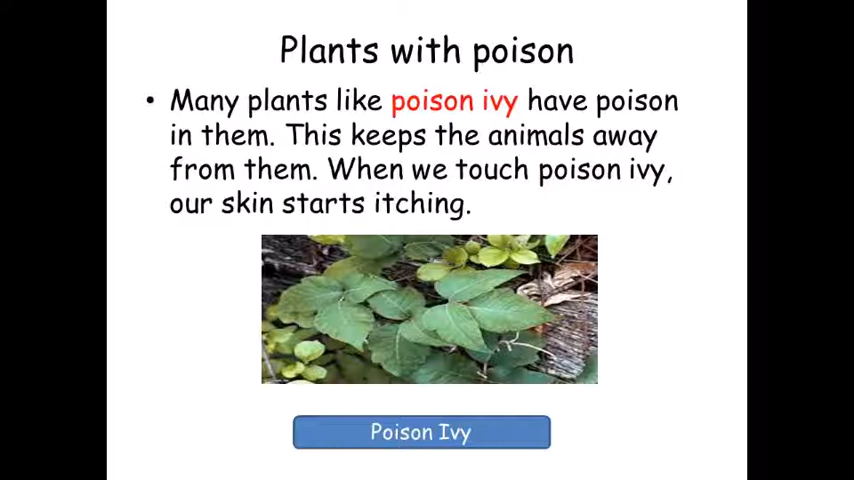 Plants with poison
• Many plants like poison ivy have poison
in them. This keeps the animals away
from them. When we touch poison ivy,
our skin starts itching.
Poison Ivy